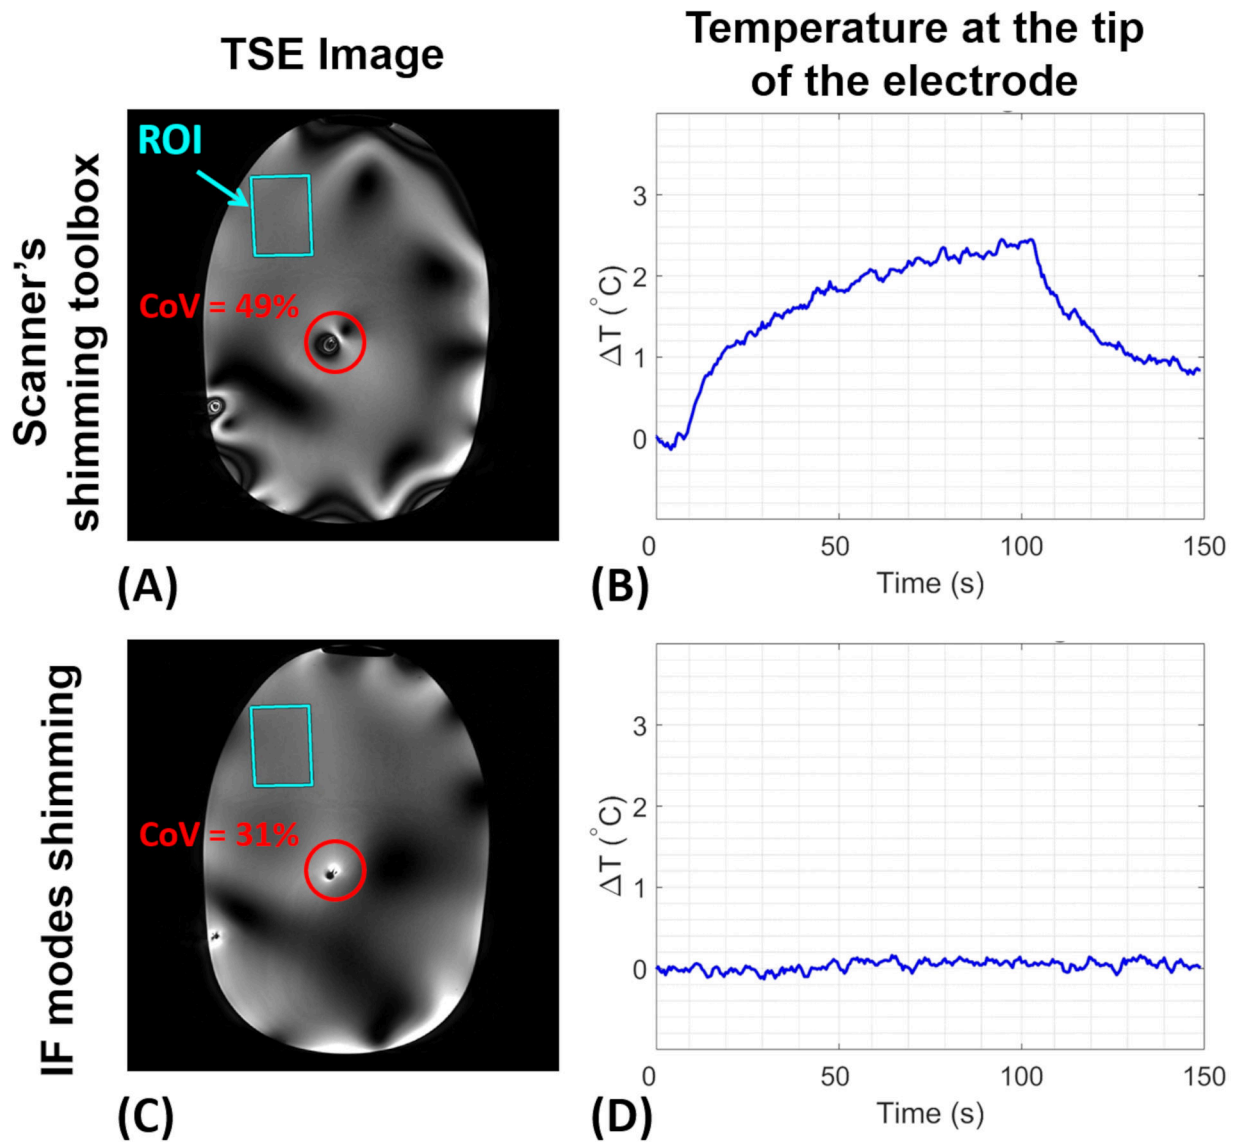 TSE Image
Temperature at the tip
of the electrode
Scanner's
shimming toolbox
ROI
CoV = 49%
(A)
3
2
1
0
ΔT (°C)
0 50 100 150
Time (s)
(B)
IF modes shimming
CoV = 31%
(C)
3
2
1
0
ΔT (°C)
0 50 100 150
Time (s)
(D)